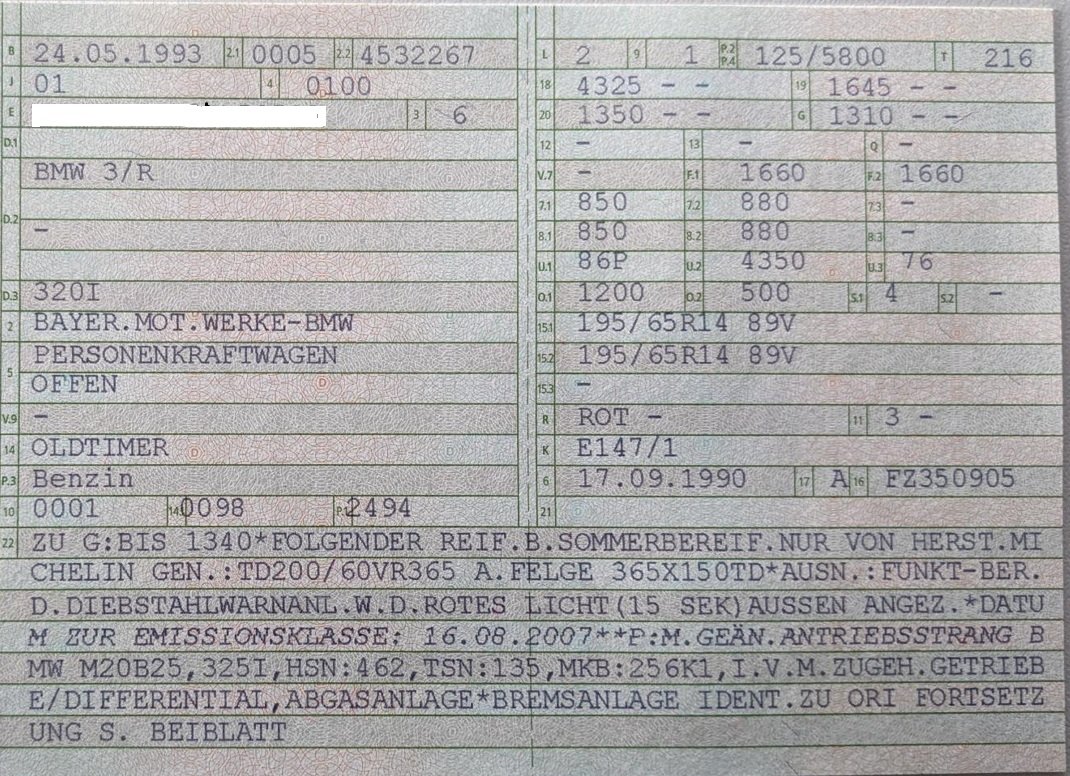 B 24.05.1993 2.1 0005 2.2 4532267
J 01 4 0100
E 3 6
D.1 BMW 3/R
D.2 -
D.3 320I
2 BAYER.MOT.WERKE-BMW
5 PERSONENKRAFTWAGEN
OFFEN
V.9 -
14 OLDTIMER
P.3 Benzin
10 0001 14.1 0098 P.1 2494
L 2 9 1 P.2 P.4 125/5800 T 216
18 4325 - - 19 1645 - -
20 1350 - - G 1310 - -
12 - 13 - Q -
V.7 - F.1 1660 F.2 1660
7.1 850 7.2 880 7.3 -
8.1 850 8.2 880 8.3 -
U.1 86P U.2 4350 U.3 76
O.1 1200 O.2 500 S.1 4 S.2 -
15.1 195/65R14 89V
15.2 195/65R14 89V
15.3 -
R ROT - 11 3 -
K E147/1
6 17.09.1990 17 A 16 FZ350905
21
22 ZU G:BIS 1340*FOLGENDER REIF.B.SOMMERBEREIF.NUR VON HERST.MI
CHELIN GEN.:TD200/60VR365 A.FELGE 365X150TD*AUSN.:FUNKT-BER.
D.DIEBSTAHLWARNANL.W.D.ROTES LICHT(15 SEK)AUSSEN ANGEZ.*DATU
M ZUR EMISSIONSKLASSE: 16.08.2007**P:M.GEÄN.ANTRIEBSSTRANG B
MW M20B25,325I,HSN:462,TSN:135,MKB:256K1,I.V.M.ZUGEH.GETRIEB
E/DIFFERENTIAL,ABGASANLAGE*BREMSANLAGE IDENT.ZU ORI FORTSETZ
UNG S. BEIBLATT